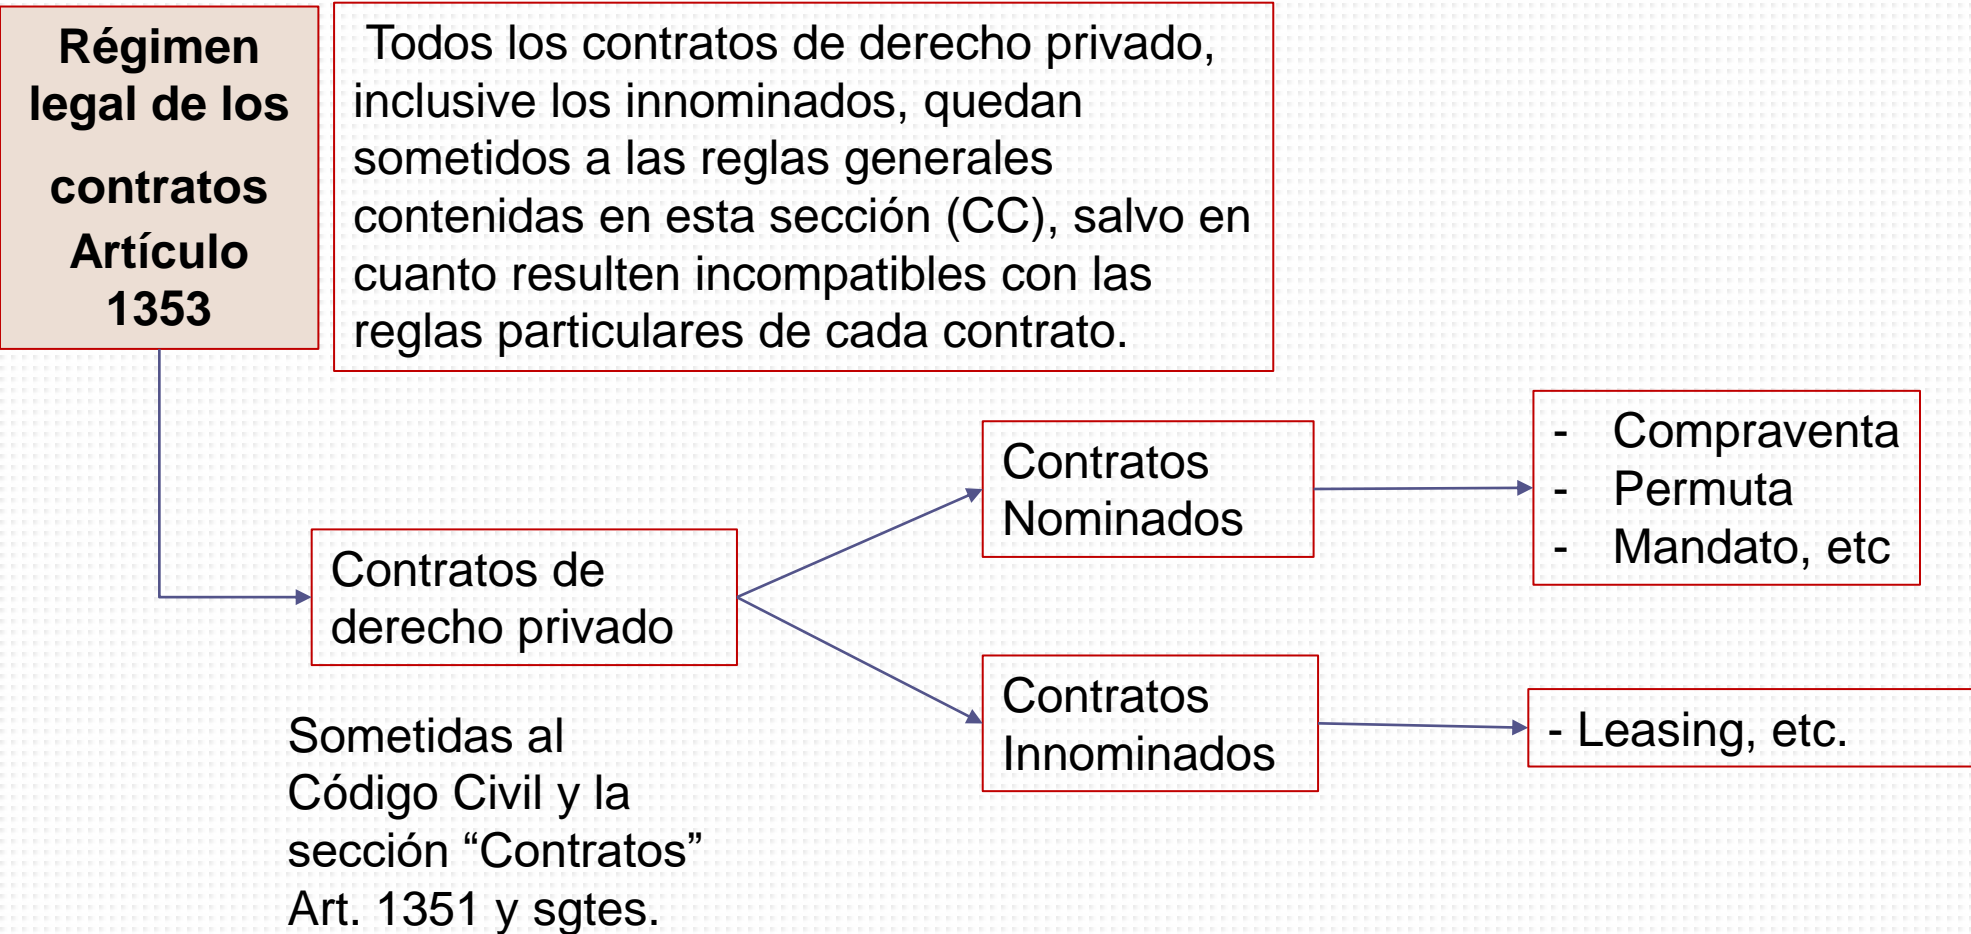 Régimen
legal de los
contratos
Artículo
1353
Todos los contratos de derecho privado,
inclusive los innominados, quedan
sometidos a las reglas generales
contenidas en esta sección (CC), salvo en
cuanto resulten incompatibles con las
reglas particulares de cada contrato.
Contratos de
derecho privado
Sometidas al
Código Civil y la
sección “Contratos”
Art. 1351 y sgtes.
Contratos
Nominados
- Compraventa
- Permuta
- Mandato, etc
Contratos
Innominados
- Leasing, etc.